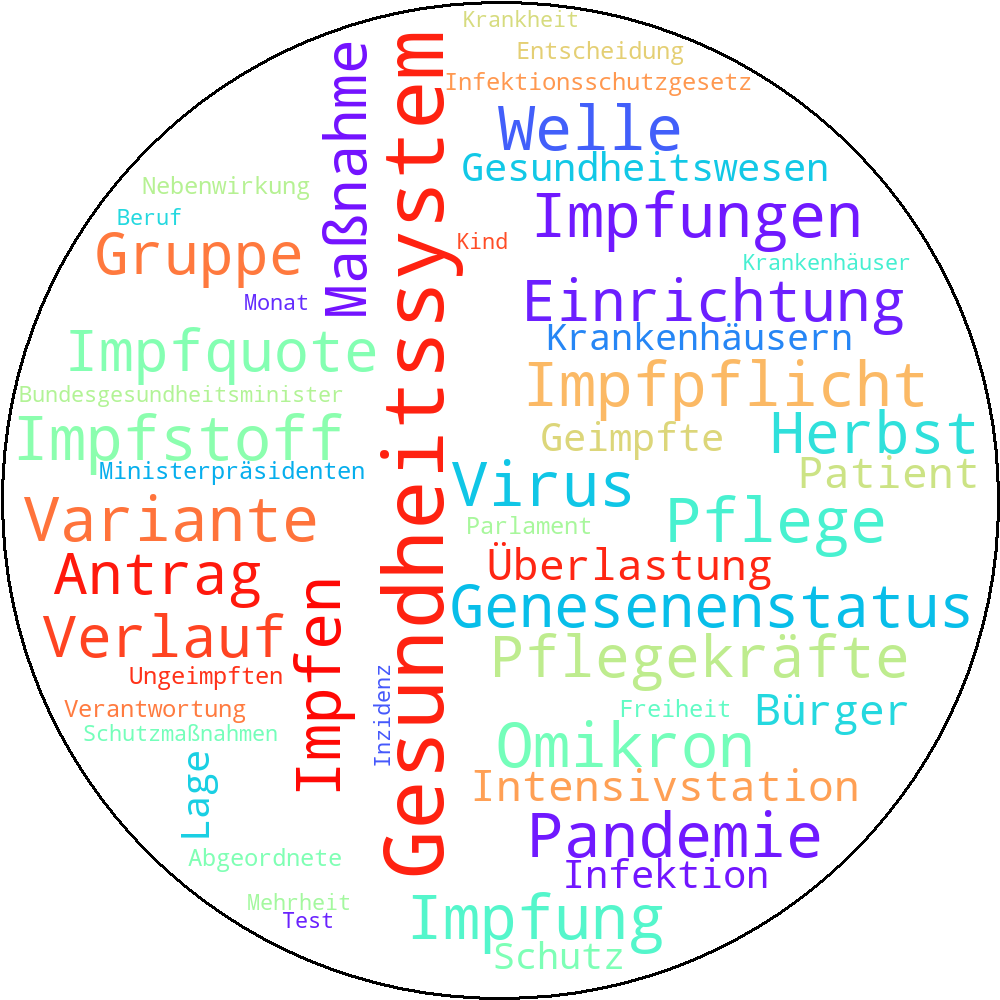 Krankheit
Entscheidung
Infektionsschutzgesetz
Maßnahme
Gesundheitssystem
Welle
Gesundheitswesen
Nebenwirkung
Beruf
Impfungen
Gruppe
Kind
Krankenhäuser
Monat
Einrichtung
Krankenhäusern
Impfquote
Impfpflicht
Bundesgesundheitsminister
Impfstoff
Geimpfte
Herbst
Ministerpräsidenten
Virus
Patient
Variante
Parlament
Pflege
Antrag
Überlastung
Genesenenstatus
Verlauf
Impfen
Pflegekräfte
Ungeimpften
Inzidenz
Verantwortung
Freiheit
Bürger
Schutzmaßnahmen
Omikron
Lage
Intensivstation
Pandemie
Abgeordnete
Infektion
Mehrheit
Test
Impfung
Schutz